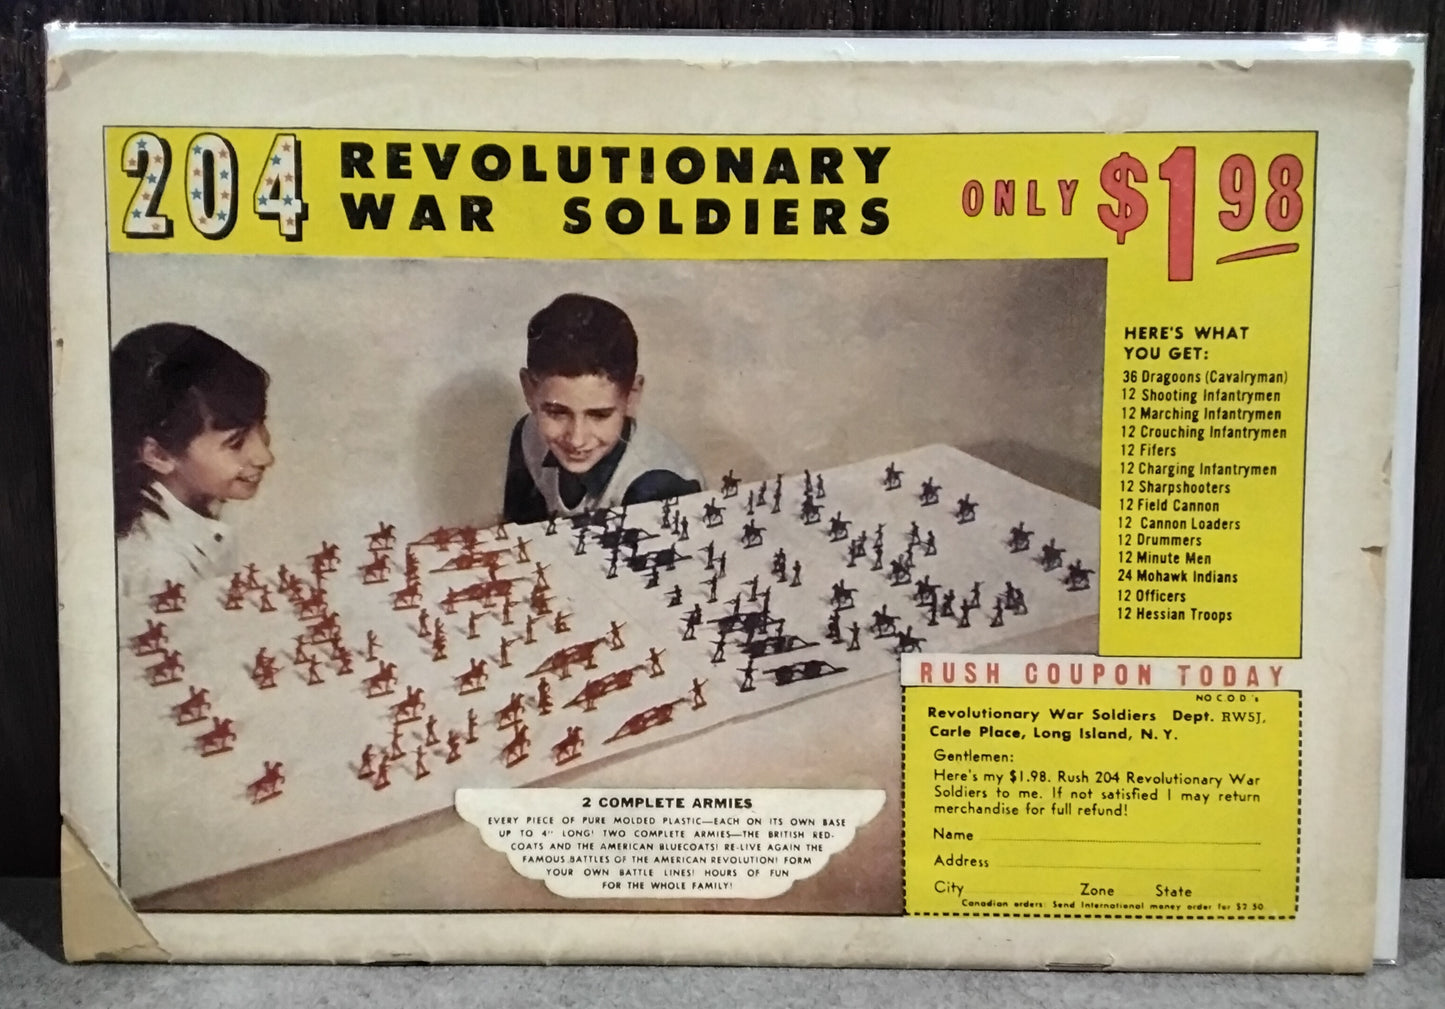 204 REVOLUTIONARY
WAR SOLDIERS
ONLY $1.98
HERE'S WHAT
YOU GET:
36 Dragoons (Cavalryman)
12 Shooting Infantrymen
12 Marching Infantrymen
12 Crouching Infantrymen
12 Fifers
12 Charging Infantrymen
12 Sharpshooters
12 Field Cannon
12 Cannon Loaders
12 Drummers
12 Minute Men
24 Mohawk Indians
12 Officers
12 Hessian Troops
2 COMPLETE ARMIES
EVERY PIECE OF PURE MOLDED PLASTIC—EACH ON ITS OWN BASE
UP TO 4" LONG! TWO COMPLETE ARMIES—THE BRITISH RED-
COATS AND THE AMERICAN BLUECOATS! RE-LIVE AGAIN THE
FAMOUS BATTLES OF THE AMERICAN REVOLUTION! FORM
YOUR OWN BATTLE LINES! HOURS OF FUN
FOR THE WHOLE FAMILY!
RUSH COUPON TODAY
NO C O D 's
Revolutionary War Soldiers Dept. RW5J,
Carle Place, Long Island, N. Y.
Gentlemen:
Here's my $1.98. Rush 204 Revolutionary War
Soldiers to me. If not satisfied I may return
merchandise for full refund!
Name
Address
City Zone State
Canadian orders: Send International money order for $2 50